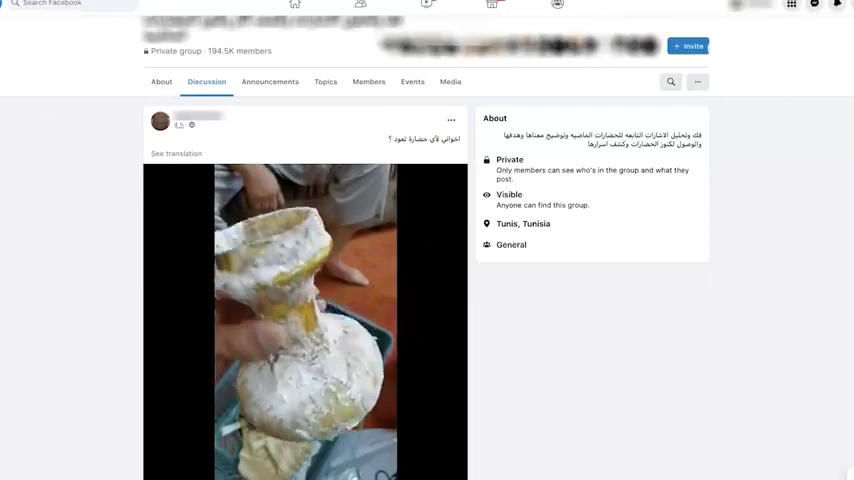 Search Facebook
Private group · 194.5K members
+ Invite
About
Discussion
Announcements
Topics
Members
Events
Media
4 h ·
اخواني لأي حضارة تعود ؟
See translation
About
فك وتحليل الاشارات التابعه للحضارات الماضيه وتوضيح معناها وهدفها
والوصول لكنوز الحضارات وكشف اسرارها
Private
Only members can see who's in the group and what they
post.
Visible
Anyone can find this group.
Tunis, Tunisia
General